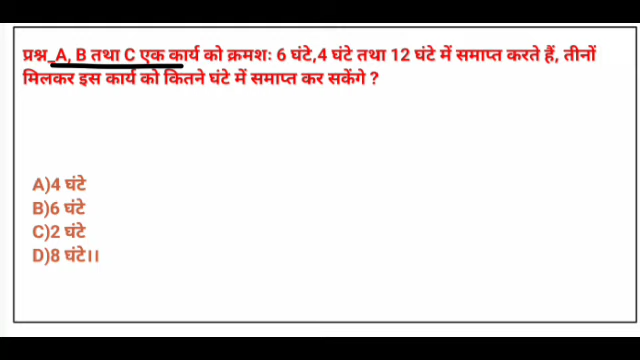 प्रश्न_A, B तथा C एक कार्य को क्रमशः 6 घंटे,4 घंटे तथा 12 घंटे में समाप्त करते हैं, तीनों
मिलकर इस कार्य को कितने घंटे में समाप्त कर सकेंगे ?
A)4 घंटे
B)6 घंटे
C)2 घंटे
D)8 घंटे।।